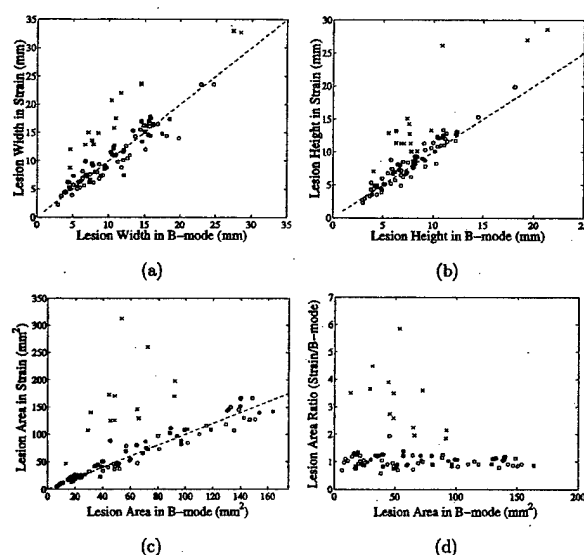 35
30
25
20
15
10
5
0
Lesion Width in Strain (mm)
0 5 10 15 20 25 30 35
Lesion Width in B-mode (mm)
(a)
30
25
20
15
10
5
0
Lesion Height in Strain (mm)
0 5 10 15 20 25
Lesion Height in B-mode (mm)
(b)
350
300
250
200
150
100
50
0
Lesion Area in Strain (mm²)
0 20 40 60 80 100 120 140 160
Lesion Area in B-mode (mm²)
(c)
7
6
5
4
3
2
1
0
Lesion Area Ratio (Strain/B-mode)
0 50 100 150 200
Lesion Area in B-mode (mm²)
(d)